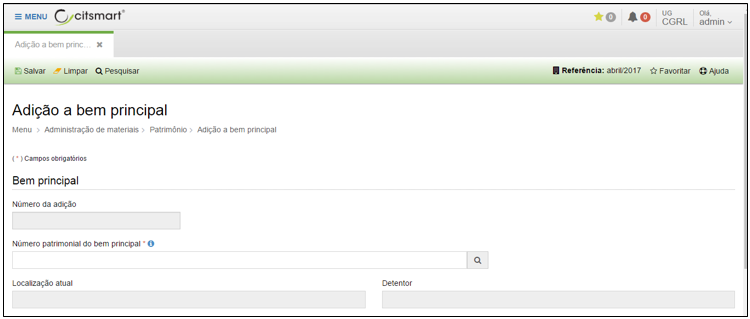 MENU citsmart® 0 0 UG CGRL Olá, admin
Adição a bem princ... ✖
Salvar Limpar Pesquisar Referência: abril/2017 Favoritar Ajuda
Adição a bem principal
Menu > Administração de materiais > Patrimônio > Adição a bem principal
( * ) Campos obrigatórios
Bem principal
Número da adição
Número patrimonial do bem principal *
Localização atual Detentor